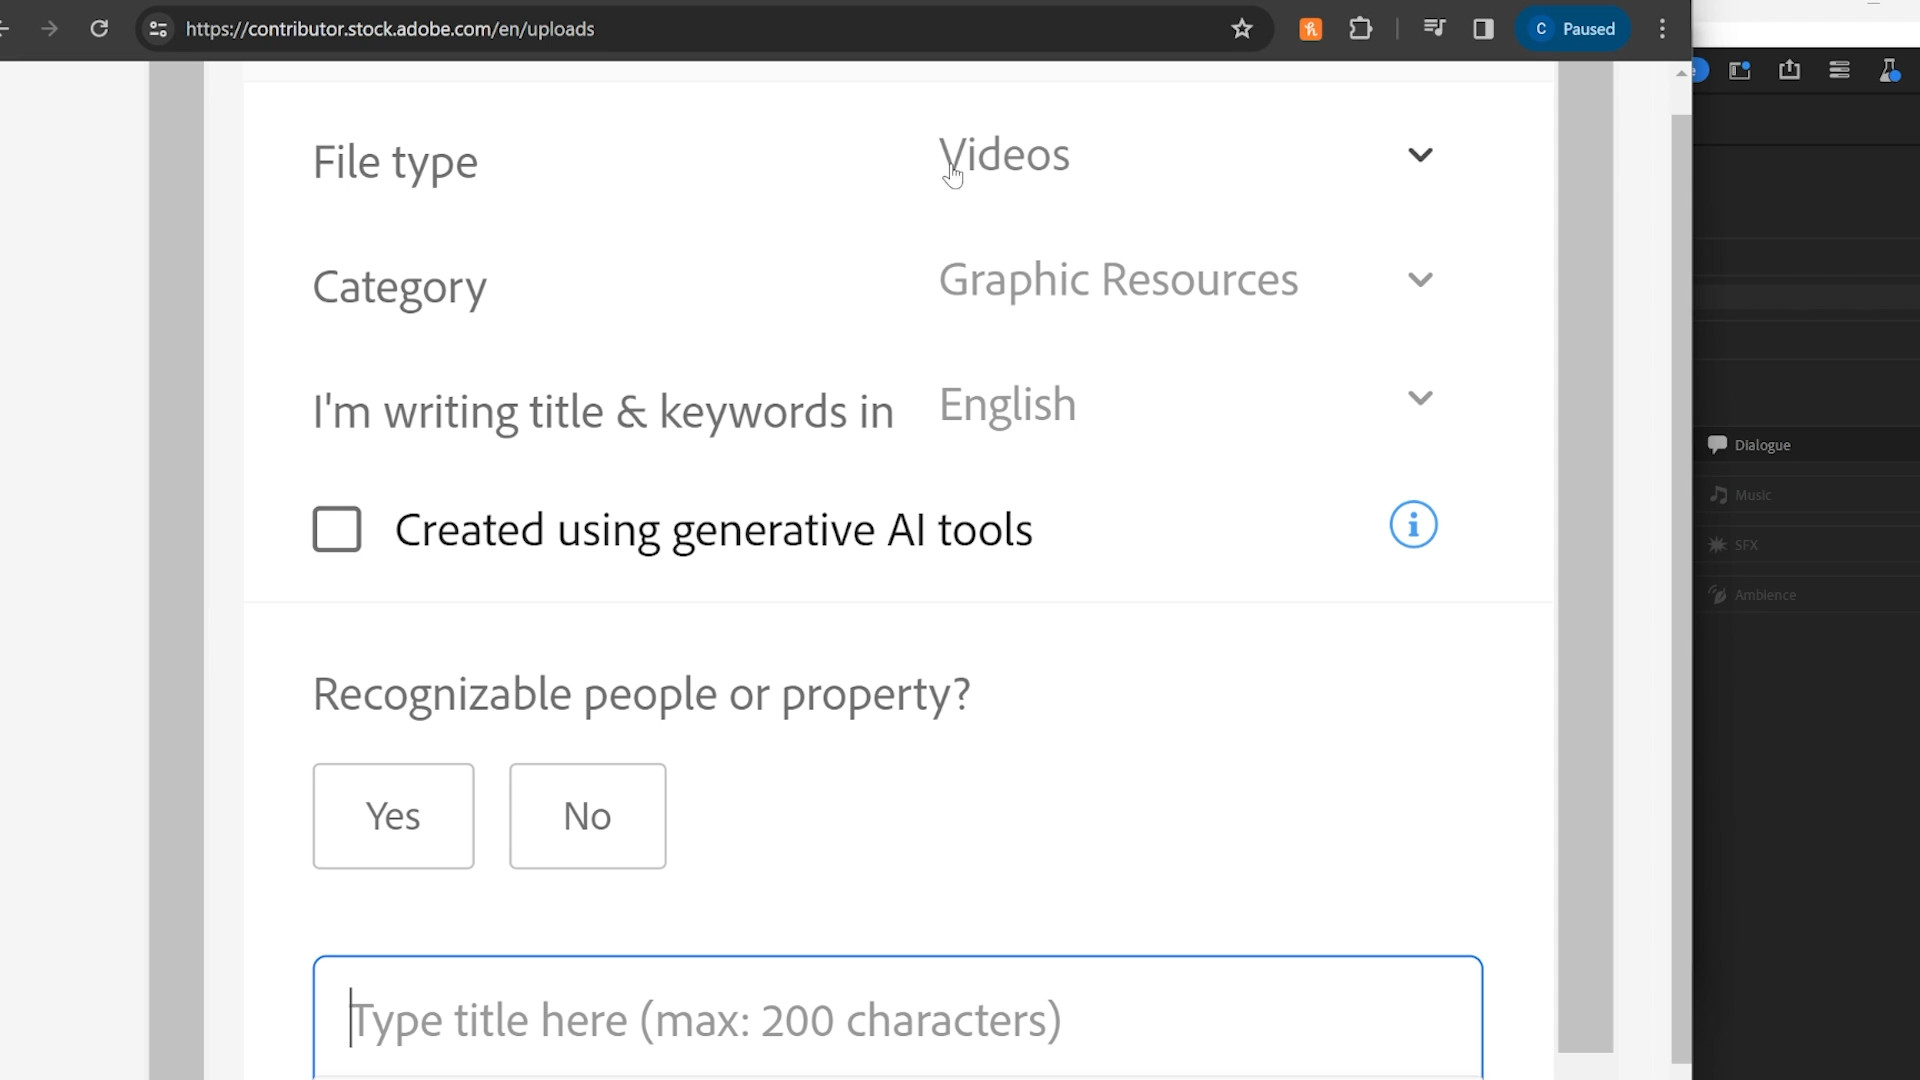 https://contributor.stock.adobe.com/en/uploads
C Paused
File type
Videos
Category
Graphic Resources
I'm writing title & keywords in
English
Created using generative AI tools
Recognizable people or property?
Yes
No
Type title here (max: 200 characters)
Dialogue
Music
SFX
Ambience